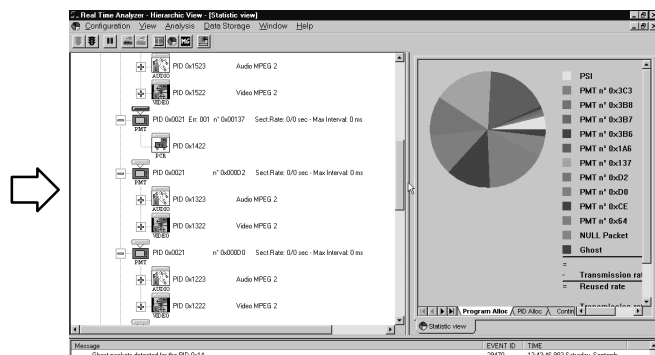 Real Time Analyzer - Hierarchic View - [Statistic view]
Configuration View Analysis Data Storage Window Help
PID 0x1523 Audio MPEG 2
AUDIO
PID 0x1522 Video MPEG 2
VIDEO
PID 0x0021 Err: 001 n° 0x00137 Sect.Rate: 0/0 sec - Max Interval: 0 ms
PMT
PID 0x1422
PCR
PID 0x0021 n° 0x000D2 Sect.Rate: 0/0 sec - Max Interval: 0 ms
PMT
PID 0x1323 Audio MPEG 2
AUDIO
PID 0x1322 Video MPEG 2
VIDEO
PID 0x0021 n° 0x000D0 Sect.Rate: 0/0 sec - Max Interval: 0 ms
PMT
PID 0x1223 Audio MPEG 2
AUDIO
PID 0x1222 Video MPEG 2
VIDEO
PSI
PMT n° 0x3C3
PMT n° 0x3B8
PMT n° 0x3B7
PMT n° 0x3B6
PMT n° 0x1A6
PMT n° 0x137
PMT n° 0xD2
PMT n° 0xD0
PMT n° 0xCE
PMT n° 0x64
NULL Packet
Ghost
=
- Transmission rat
= Reused rate
Program Alloc PID Alloc Contin
Statistic view
Message EVENT ID TIME